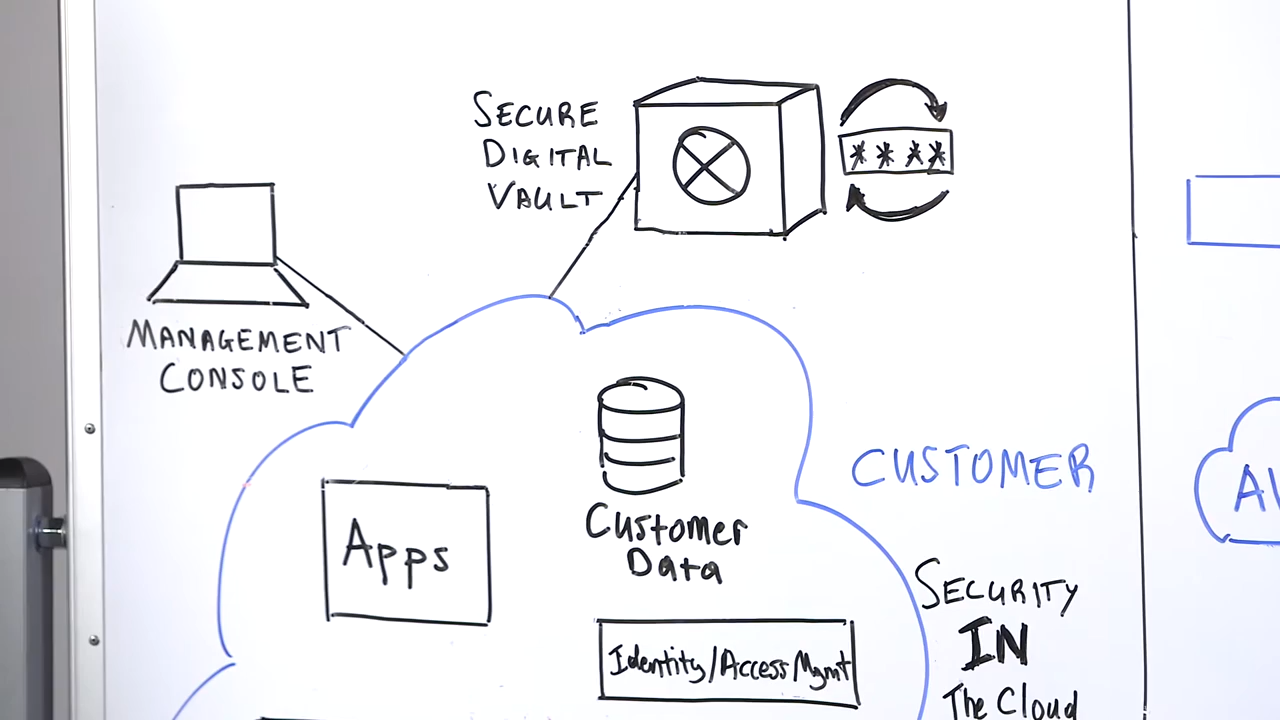 SECURE
DIGITAL
VAULT
****
MANAGEMENT
CONSOLE
Customer
Data
Apps
Identity/Access Mgmt
CUSTOMER
SECURITY
IN
The Cloud